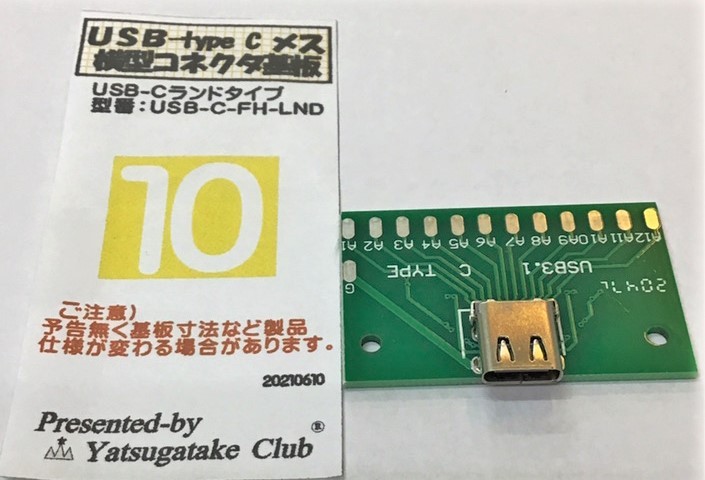 USB-type C メス
横型コネクタ基板
USB-Cランドタイプ
型番：USB-C-FH-LND
10
ご注意）
予告無く基板寸法など製品
仕様が変わる場合があります。
20210610
Presented-by
Yatsugatake Club ®
A1 A2 A3 A4 A5 A6 A7 A8 A9 A10 A11 A12
G
USB3.1 TYPE C